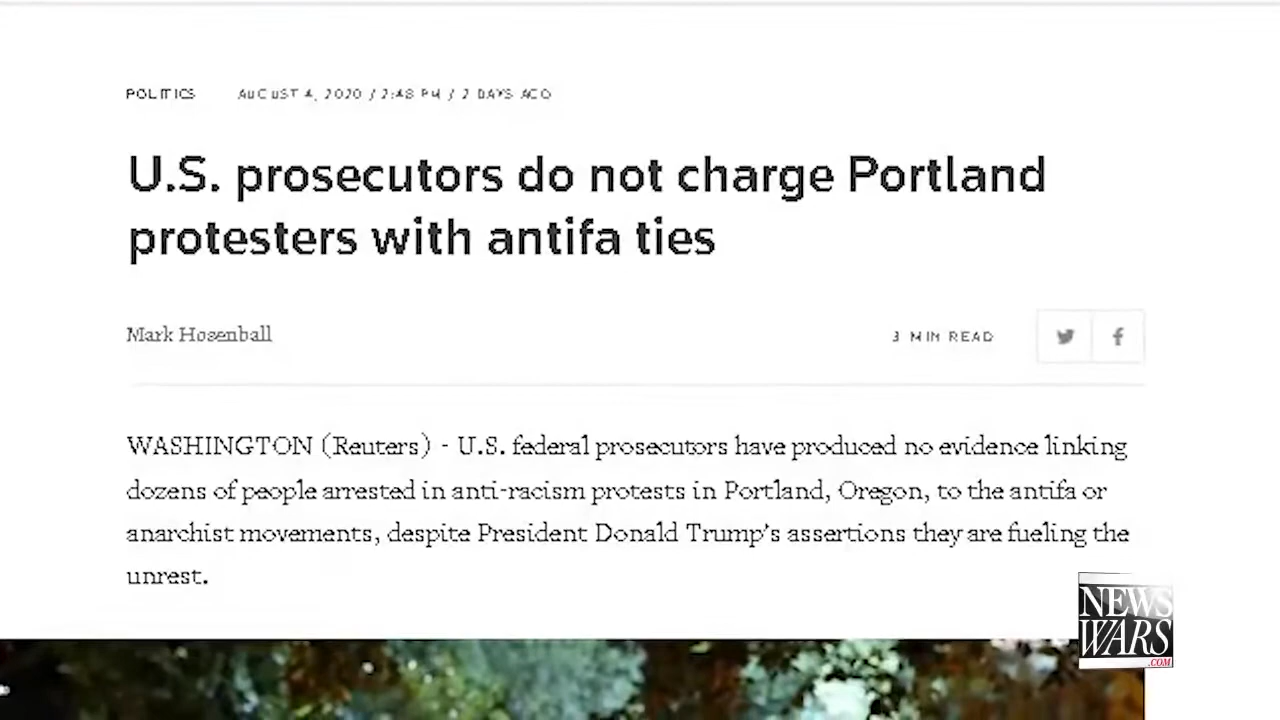 POLITICS AUGUST 4, 2020 / 2:48 PM / 2 DAYS AGO
U.S. prosecutors do not charge Portland
protesters with antifa ties
Mark Hosenball 3 MIN READ
WASHINGTON (Reuters) - U.S. federal prosecutors have produced no evidence linking
dozens of people arrested in anti-racism protests in Portland, Oregon, to the antifa or
anarchist movements, despite President Donald Trump's assertions they are fueling the
unrest.
NEWS
WARS
.COM